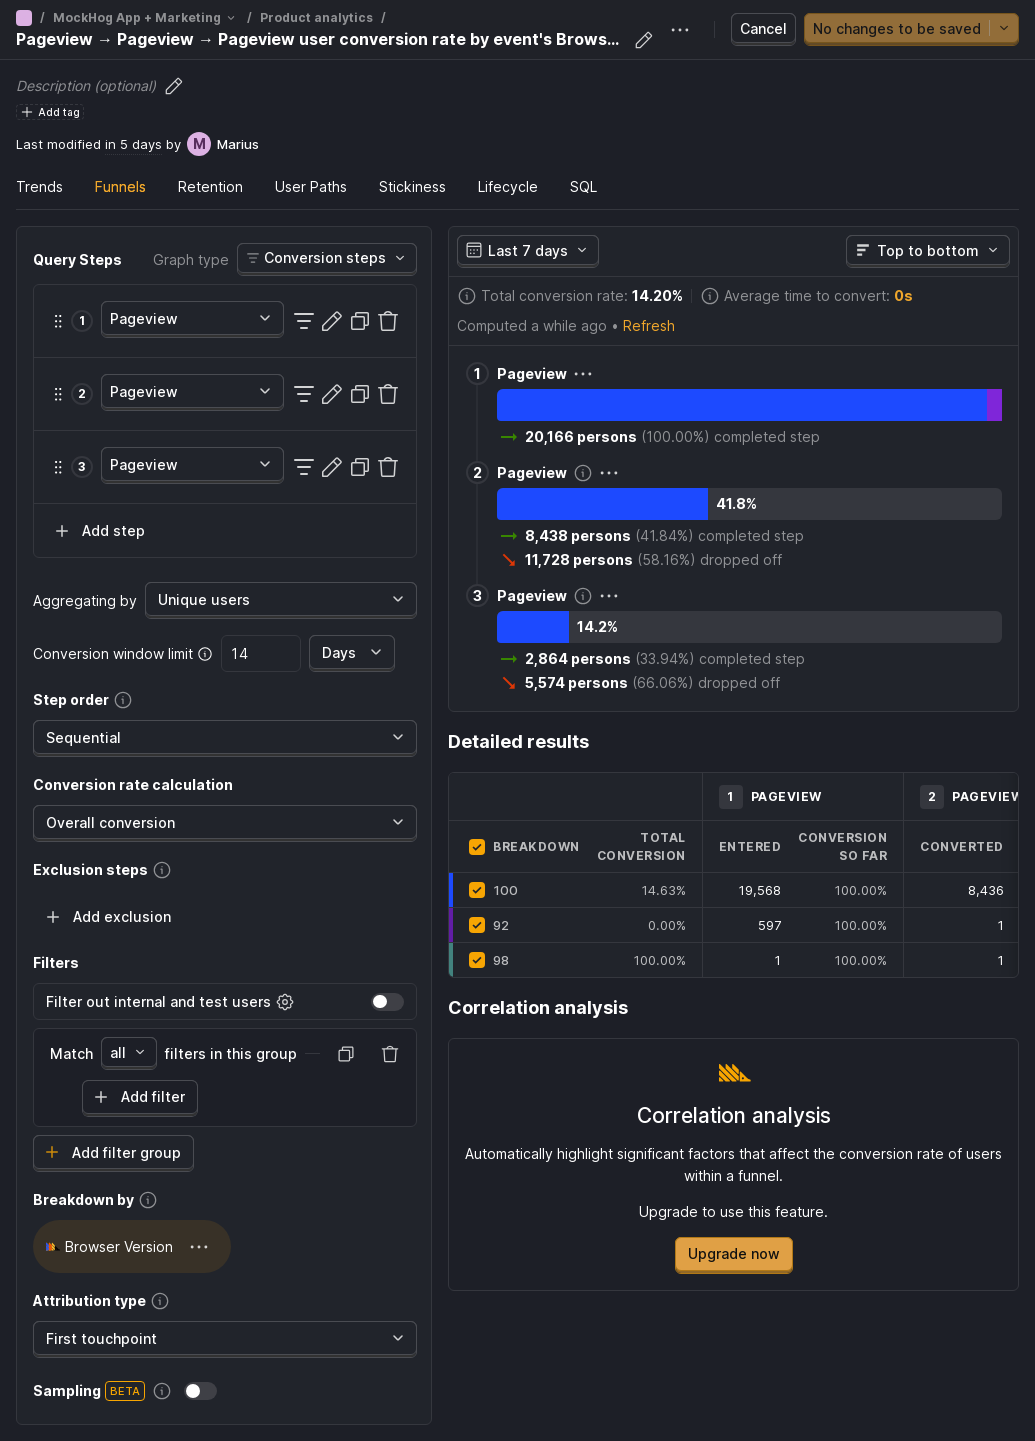 / MockHog App + Marketing / Product analytics /
Pageview → Pageview → Pageview user conversion rate by event's Brows...
Cancel
No changes to be saved
Description (optional)
Add tag
Last modified in 5 days by M Marius
Trends Funnels Retention User Paths Stickiness Lifecycle SQL
Query Steps Graph type Conversion steps
1 Pageview
2 Pageview
3 Pageview
Add step
Aggregating by Unique users
Conversion window limit 14 Days
Step order
Sequential
Conversion rate calculation
Overall conversion
Exclusion steps
Add exclusion
Filters
Filter out internal and test users
Match all filters in this group
Add filter
Add filter group
Breakdown by
Browser Version
Attribution type
First touchpoint
Sampling BETA
Last 7 days Top to bottom
Total conversion rate: 14.20% Average time to convert: 0s
Computed a while ago • Refresh
1 Pageview
20,166 persons (100.00%) completed step
2 Pageview
41.8%
8,438 persons (41.84%) completed step
11,728 persons (58.16%) dropped off
3 Pageview
14.2%
2,864 persons (33.94%) completed step
5,574 persons (66.06%) dropped off
Detailed results
1 PAGEVIEW 2 PAGEVIEW
BREAKDOWN TOTAL CONVERSION ENTERED CONVERSION SO FAR CONVERTED
100 14.63% 19,568 100.00% 8,436
92 0.00% 597 100.00% 1
98 100.00% 1 100.00% 1
Correlation analysis
Correlation analysis
Automatically highlight significant factors that affect the conversion rate of users
within a funnel.
Upgrade to use this feature.
Upgrade now